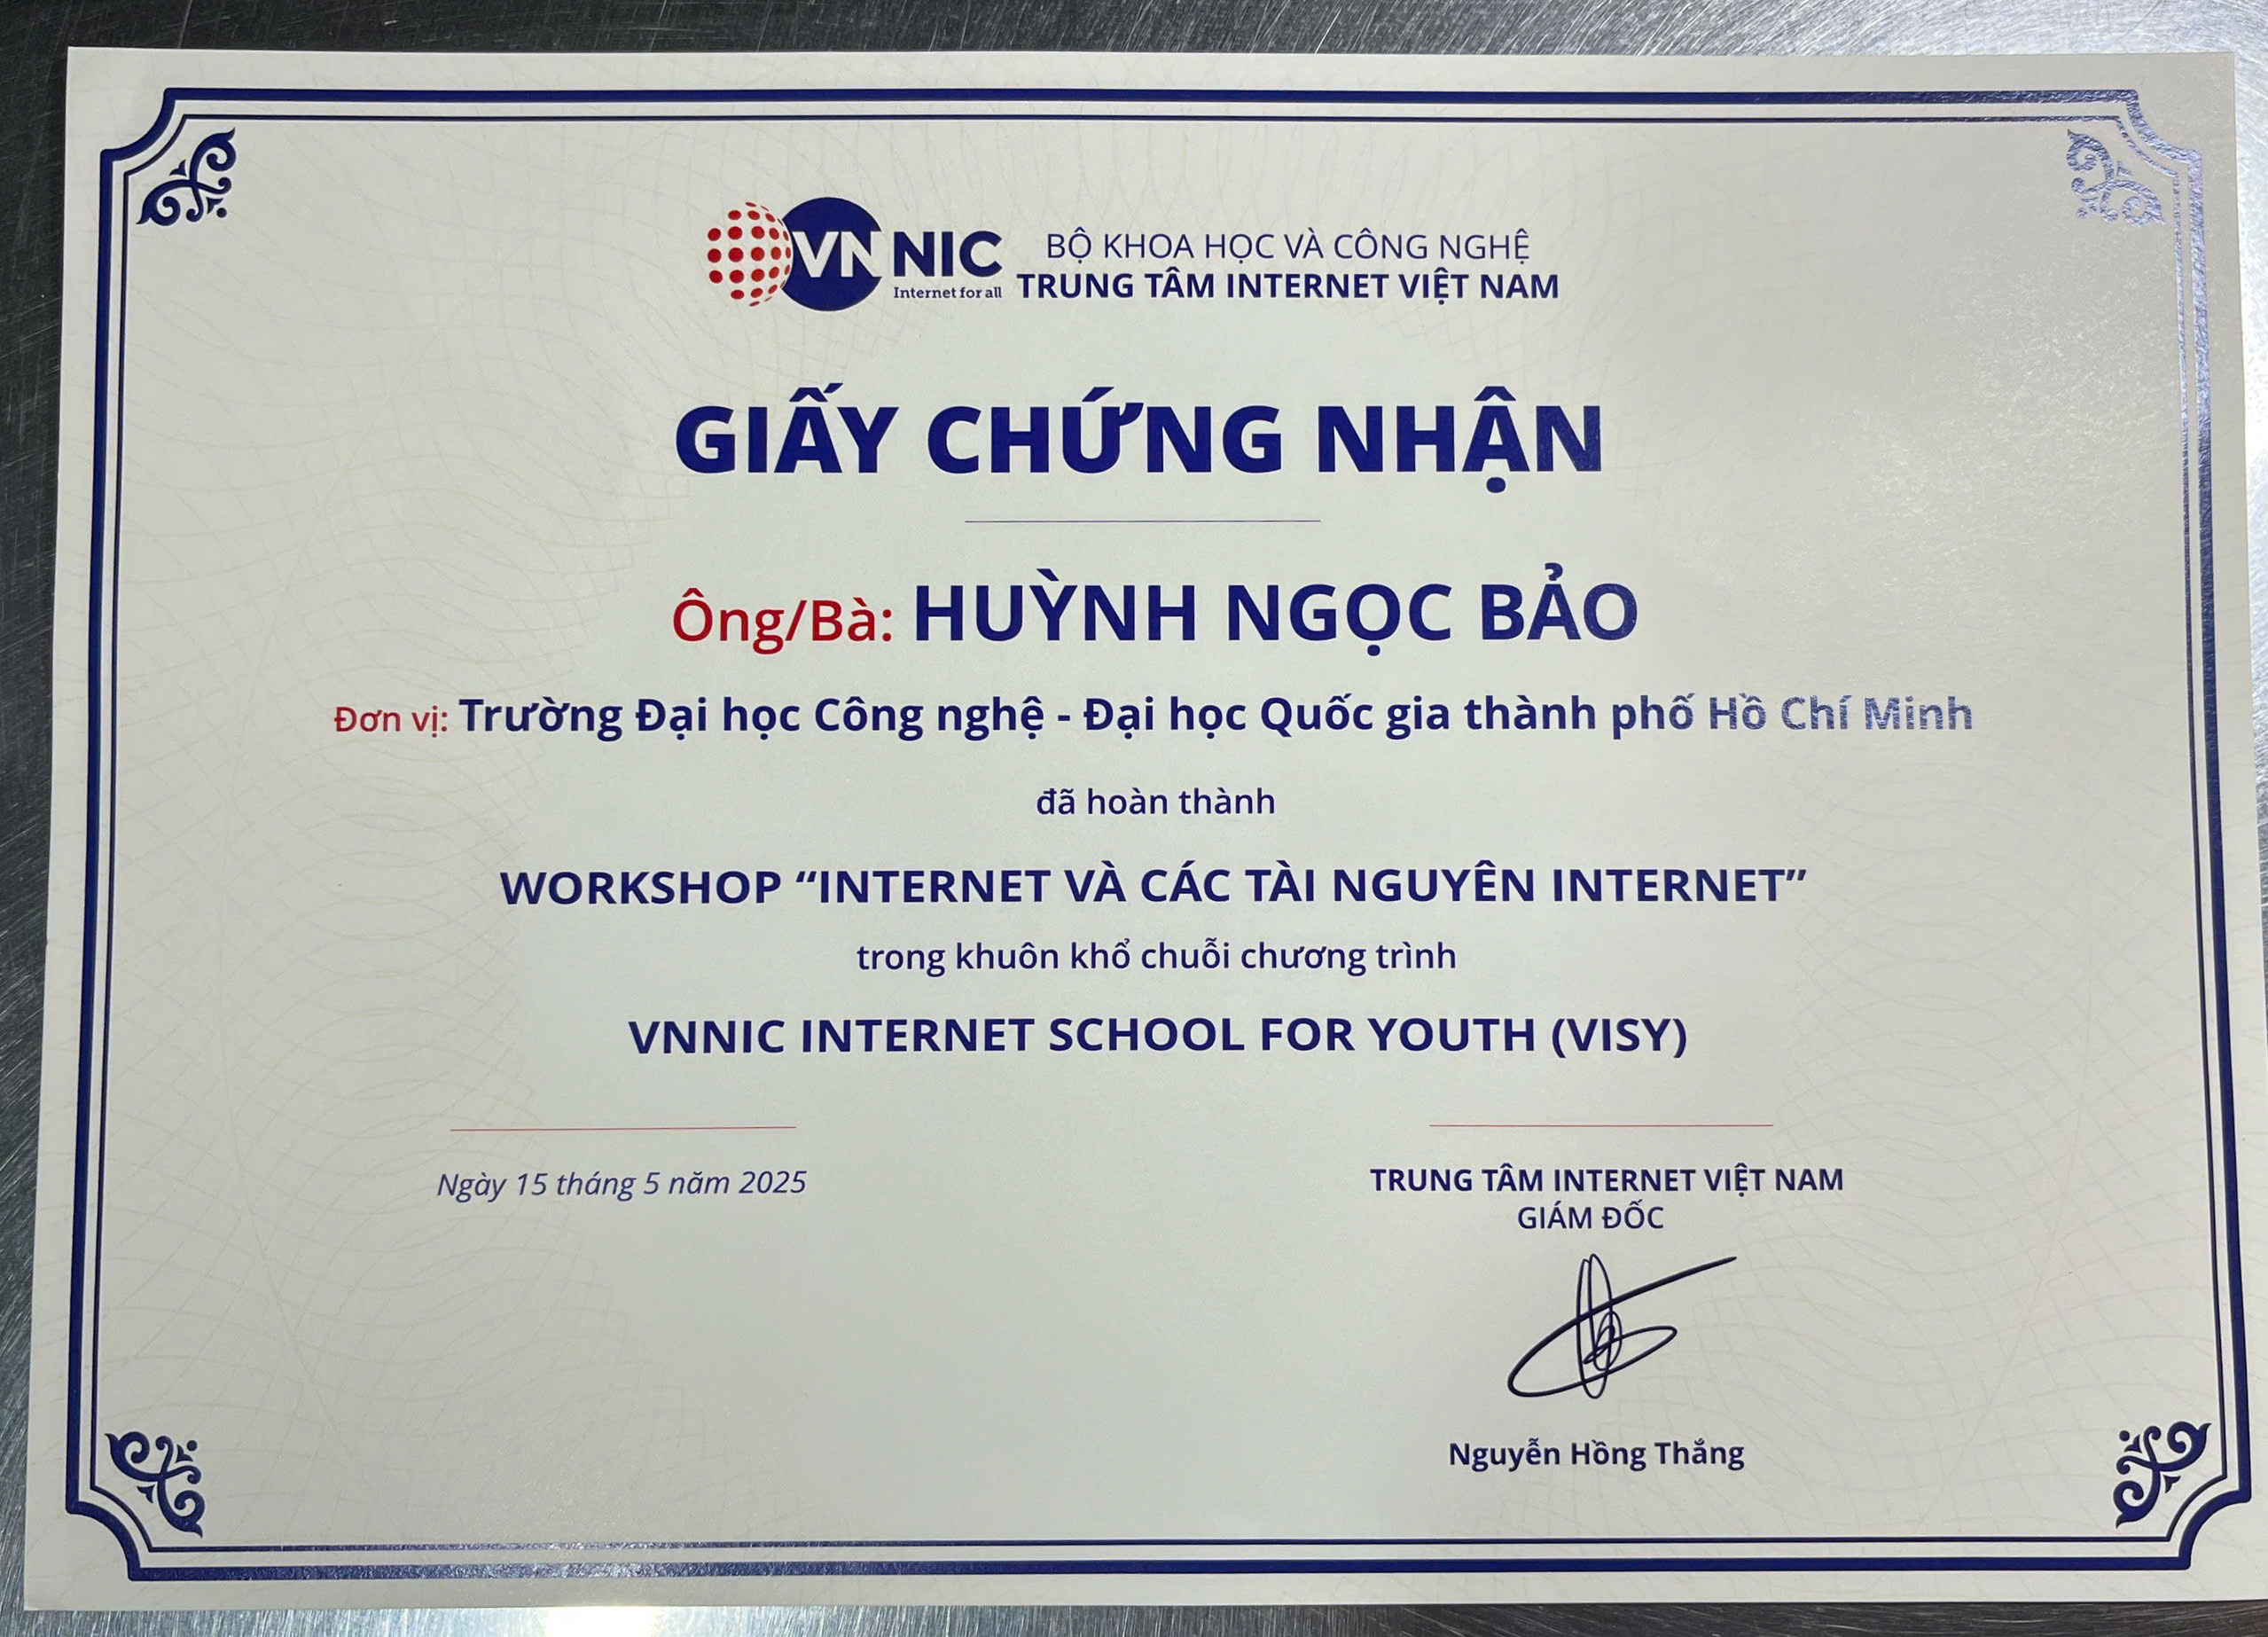 VNNIC
Internet for all
BỘ KHOA HỌC VÀ CÔNG NGHỆ
TRUNG TÂM INTERNET VIỆT NAM
GIẤY CHỨNG NHẬN
Ông/Bà: HUỲNH NGỌC BẢO
Đơn vị: Trường Đại học Công nghệ - Đại học Quốc gia thành phố Hồ Chí Minh
đã hoàn thành
WORKSHOP “INTERNET VÀ CÁC TÀI NGUYÊN INTERNET”
trong khuôn khổ chuỗi chương trình
VNNIC INTERNET SCHOOL FOR YOUTH (VISY)
Ngày 15 tháng 5 năm 2025
TRUNG TÂM INTERNET VIỆT NAM
GIÁM ĐỐC
Nguyễn Hồng Thắng